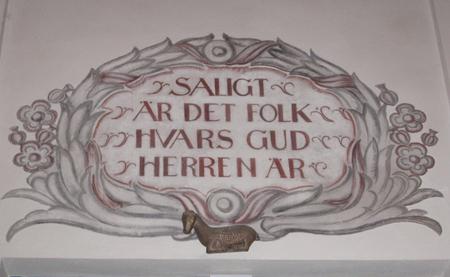 SALIGT
ÄR DET FOLK
HVARS GUD
HERREN ÄR